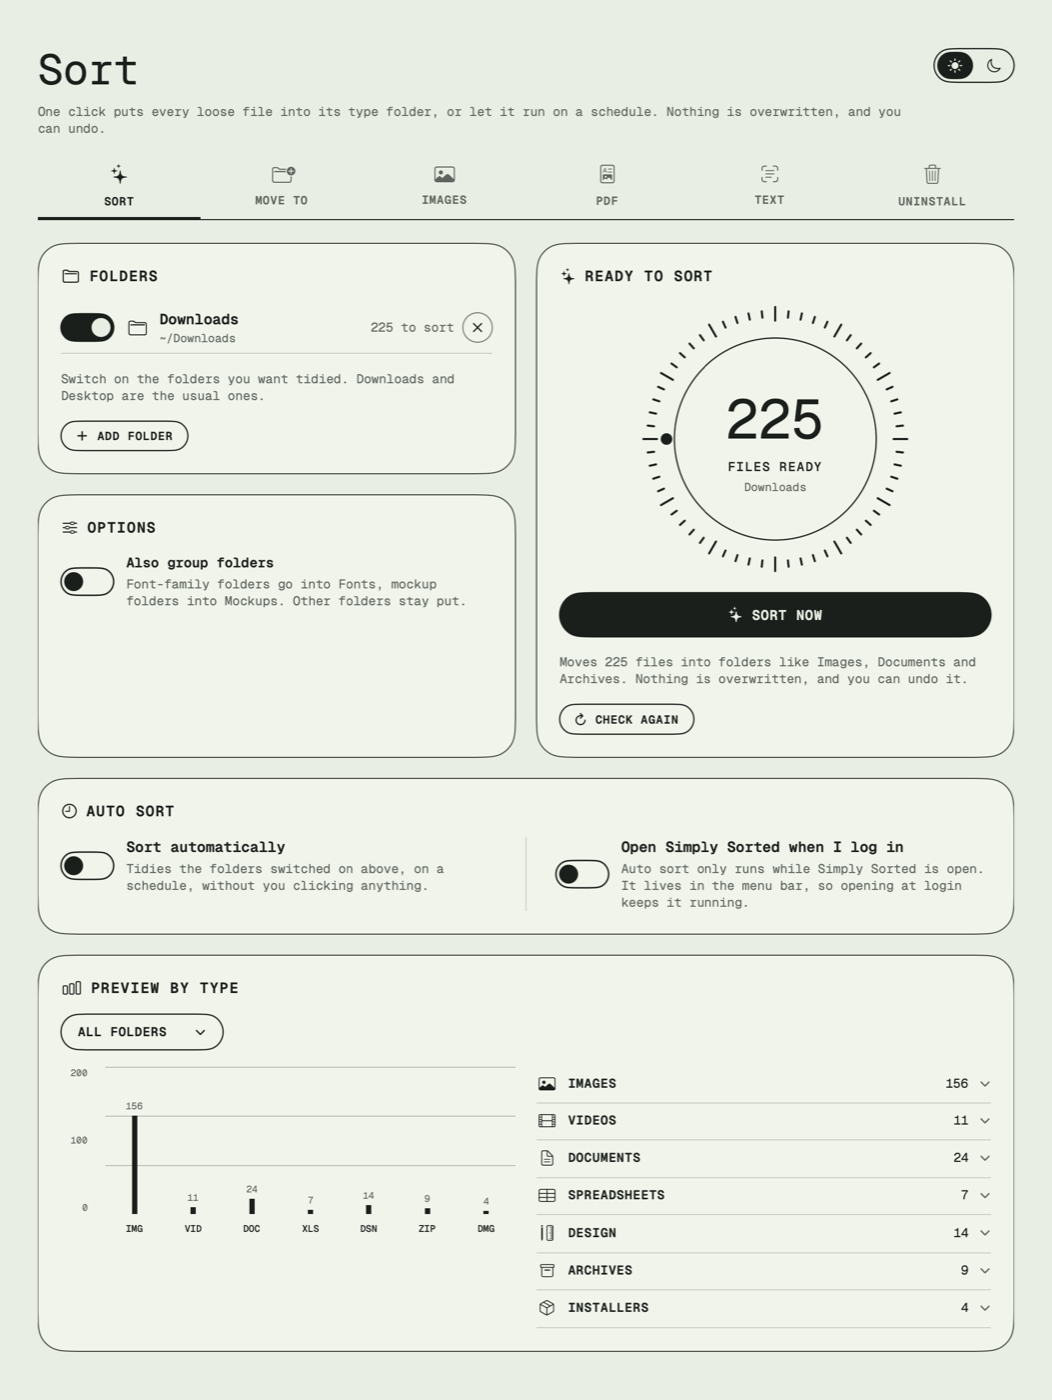 Sort
One click puts every loose file into its type folder, or let it run on a schedule. Nothing is overwritten, and you
can undo.
SORT
MOVE TO
IMAGES
PDF
TEXT
UNINSTALL
FOLDERS
Downloads
~/Downloads
225 to sort
Switch on the folders you want tidied. Downloads and
Desktop are the usual ones.
ADD FOLDER
OPTIONS
Also group folders
Font-family folders go into Fonts, mockup
folders into Mockups. Other folders stay put.
READY TO SORT
225
FILES READY
Downloads
SORT NOW
Moves 225 files into folders like Images, Documents and
Archives. Nothing is overwritten, and you can undo it.
CHECK AGAIN
AUTO SORT
Sort automatically
Tidies the folders switched on above, on a
schedule, without you clicking anything.
Open Simply Sorted when I log in
Auto sort only runs while Simply Sorted is open.
It lives in the menu bar, so opening at login
keeps it running.
PREVIEW BY TYPE
ALL FOLDERS
200
100
0
156
11
24
7
14
9
4
IMG
VID
DOC
XLS
DSN
ZIP
DMG
IMAGES 156
VIDEOS 11
DOCUMENTS 24
SPREADSHEETS 7
DESIGN 14
ARCHIVES 9
INSTALLERS 4